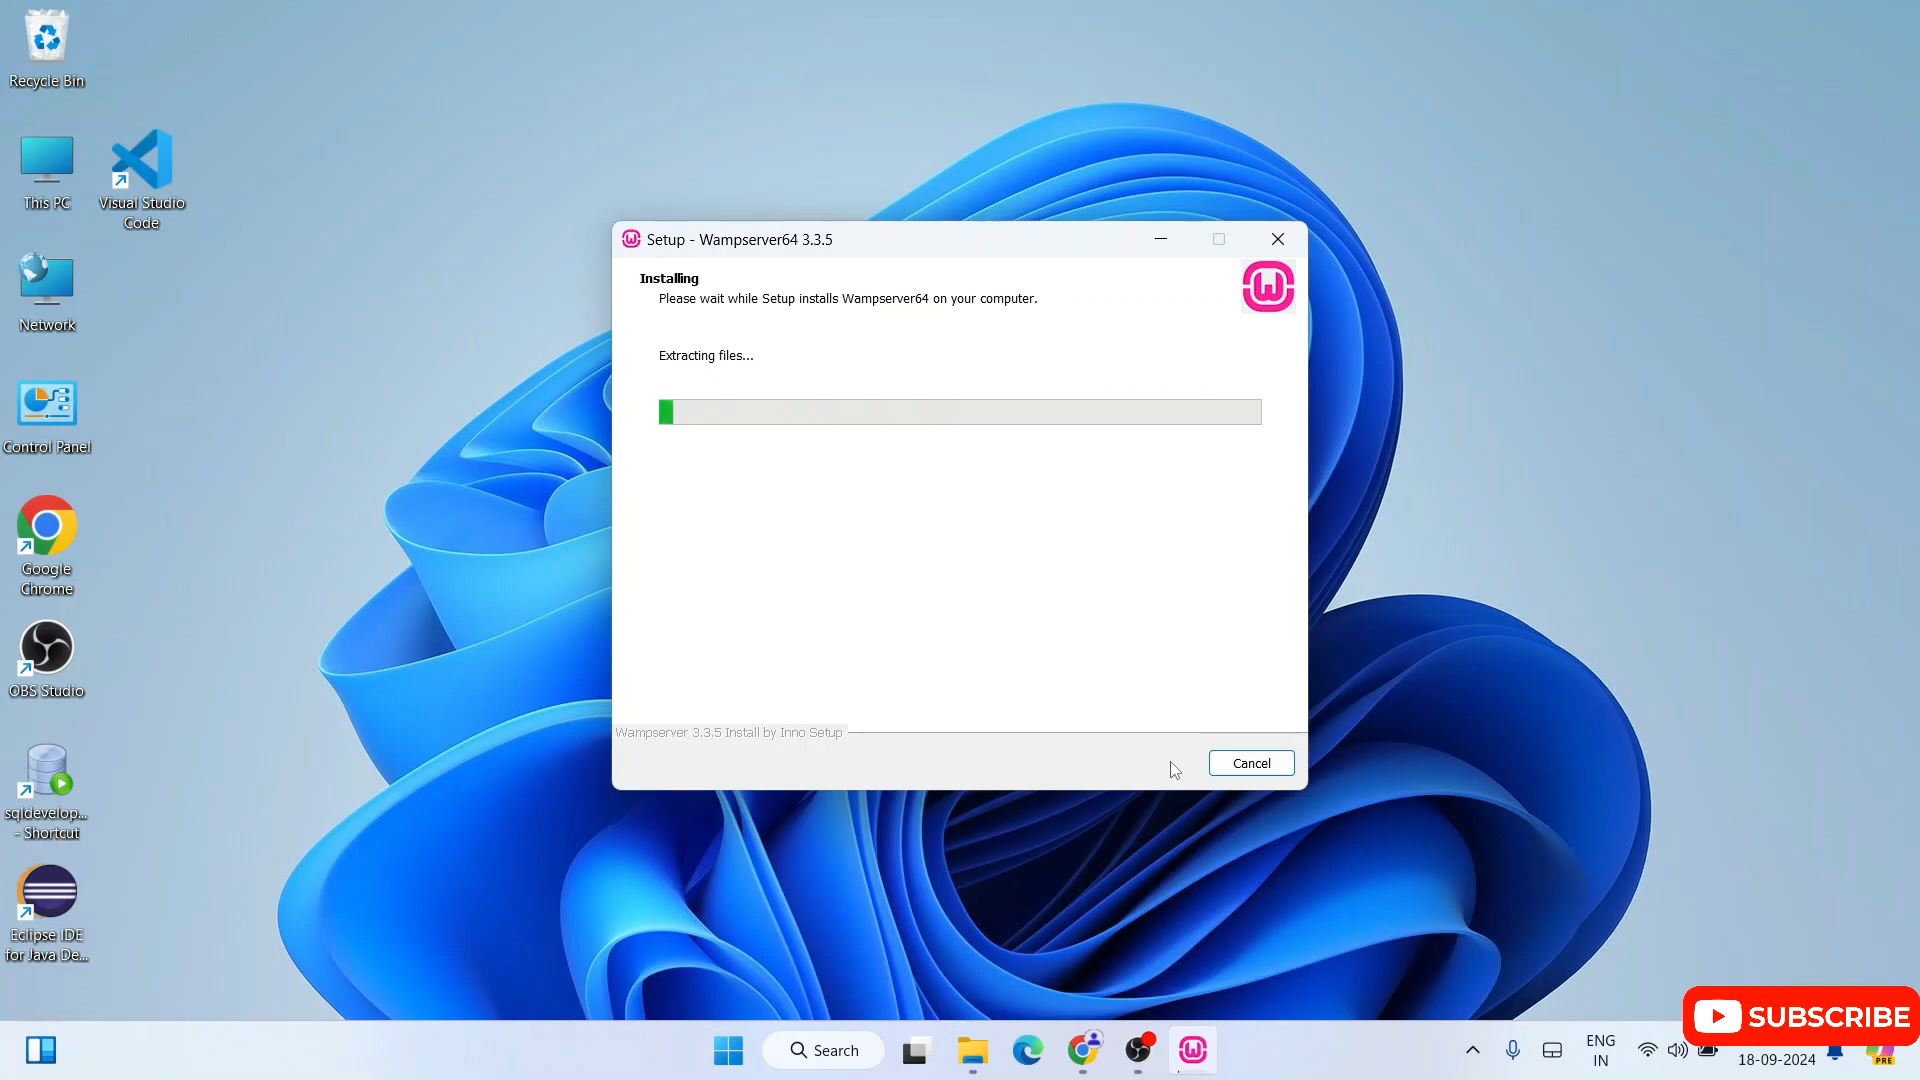 Recycle Bin
This PC
Visual Studio
Code
Network
Control Panel
Google
Chrome
OBS Studio
sqldevelop...
- Shortcut
Eclipse IDE
for Java De...
Setup - Wampserver64 3.3.5
Installing
Please wait while Setup installs Wampserver64 on your computer.
Extracting files...
Wampserver 3.3.5 Install by Inno Setup
Cancel
SUBSCRIBE
Search
ENG
IN
18-09-2024
PRE